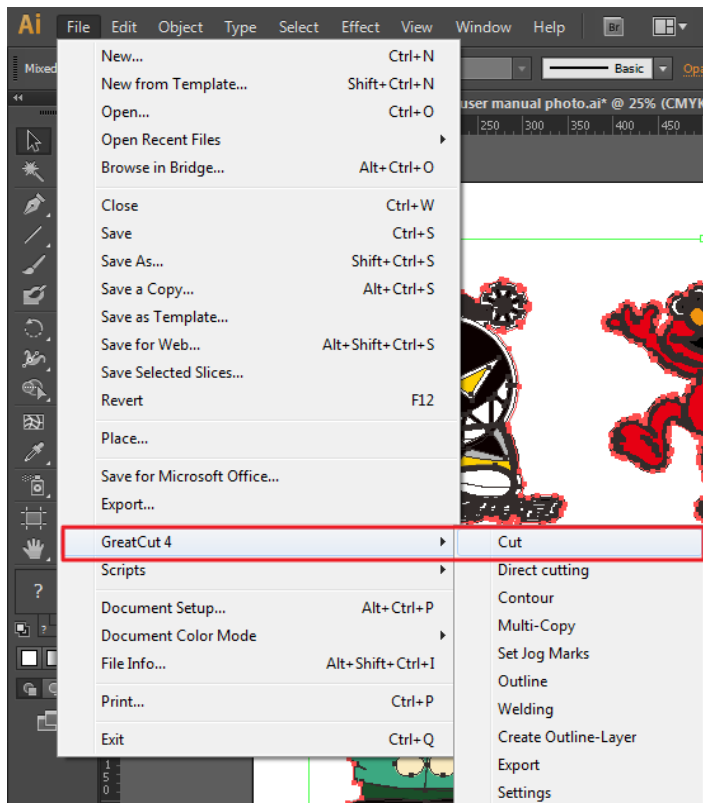 Ai File Edit Object Type Select Effect View Window Help Br
Mixed Basic Opa
user manual photo.ai* @ 25% (CMYK
250 300 350 400 450
New... Ctrl+N
New from Template... Shift+Ctrl+N
Open... Ctrl+O
Open Recent Files
Browse in Bridge... Alt+Ctrl+O
Close Ctrl+W
Save Ctrl+S
Save As... Shift+Ctrl+S
Save a Copy... Alt+Ctrl+S
Save as Template...
Save for Web... Alt+Shift+Ctrl+S
Save Selected Slices...
Revert F12
Place...
Save for Microsoft Office...
Export...
GreatCut 4 Cut
Scripts Direct cutting
Contour
Document Setup... Alt+Ctrl+P
Multi-Copy
Document Color Mode
Set Jog Marks
File Info... Alt+Shift+Ctrl+I
Outline
Print... Ctrl+P
Welding
Exit Ctrl+Q
Create Outline-Layer
Export
Settings
?
?
1
5
0